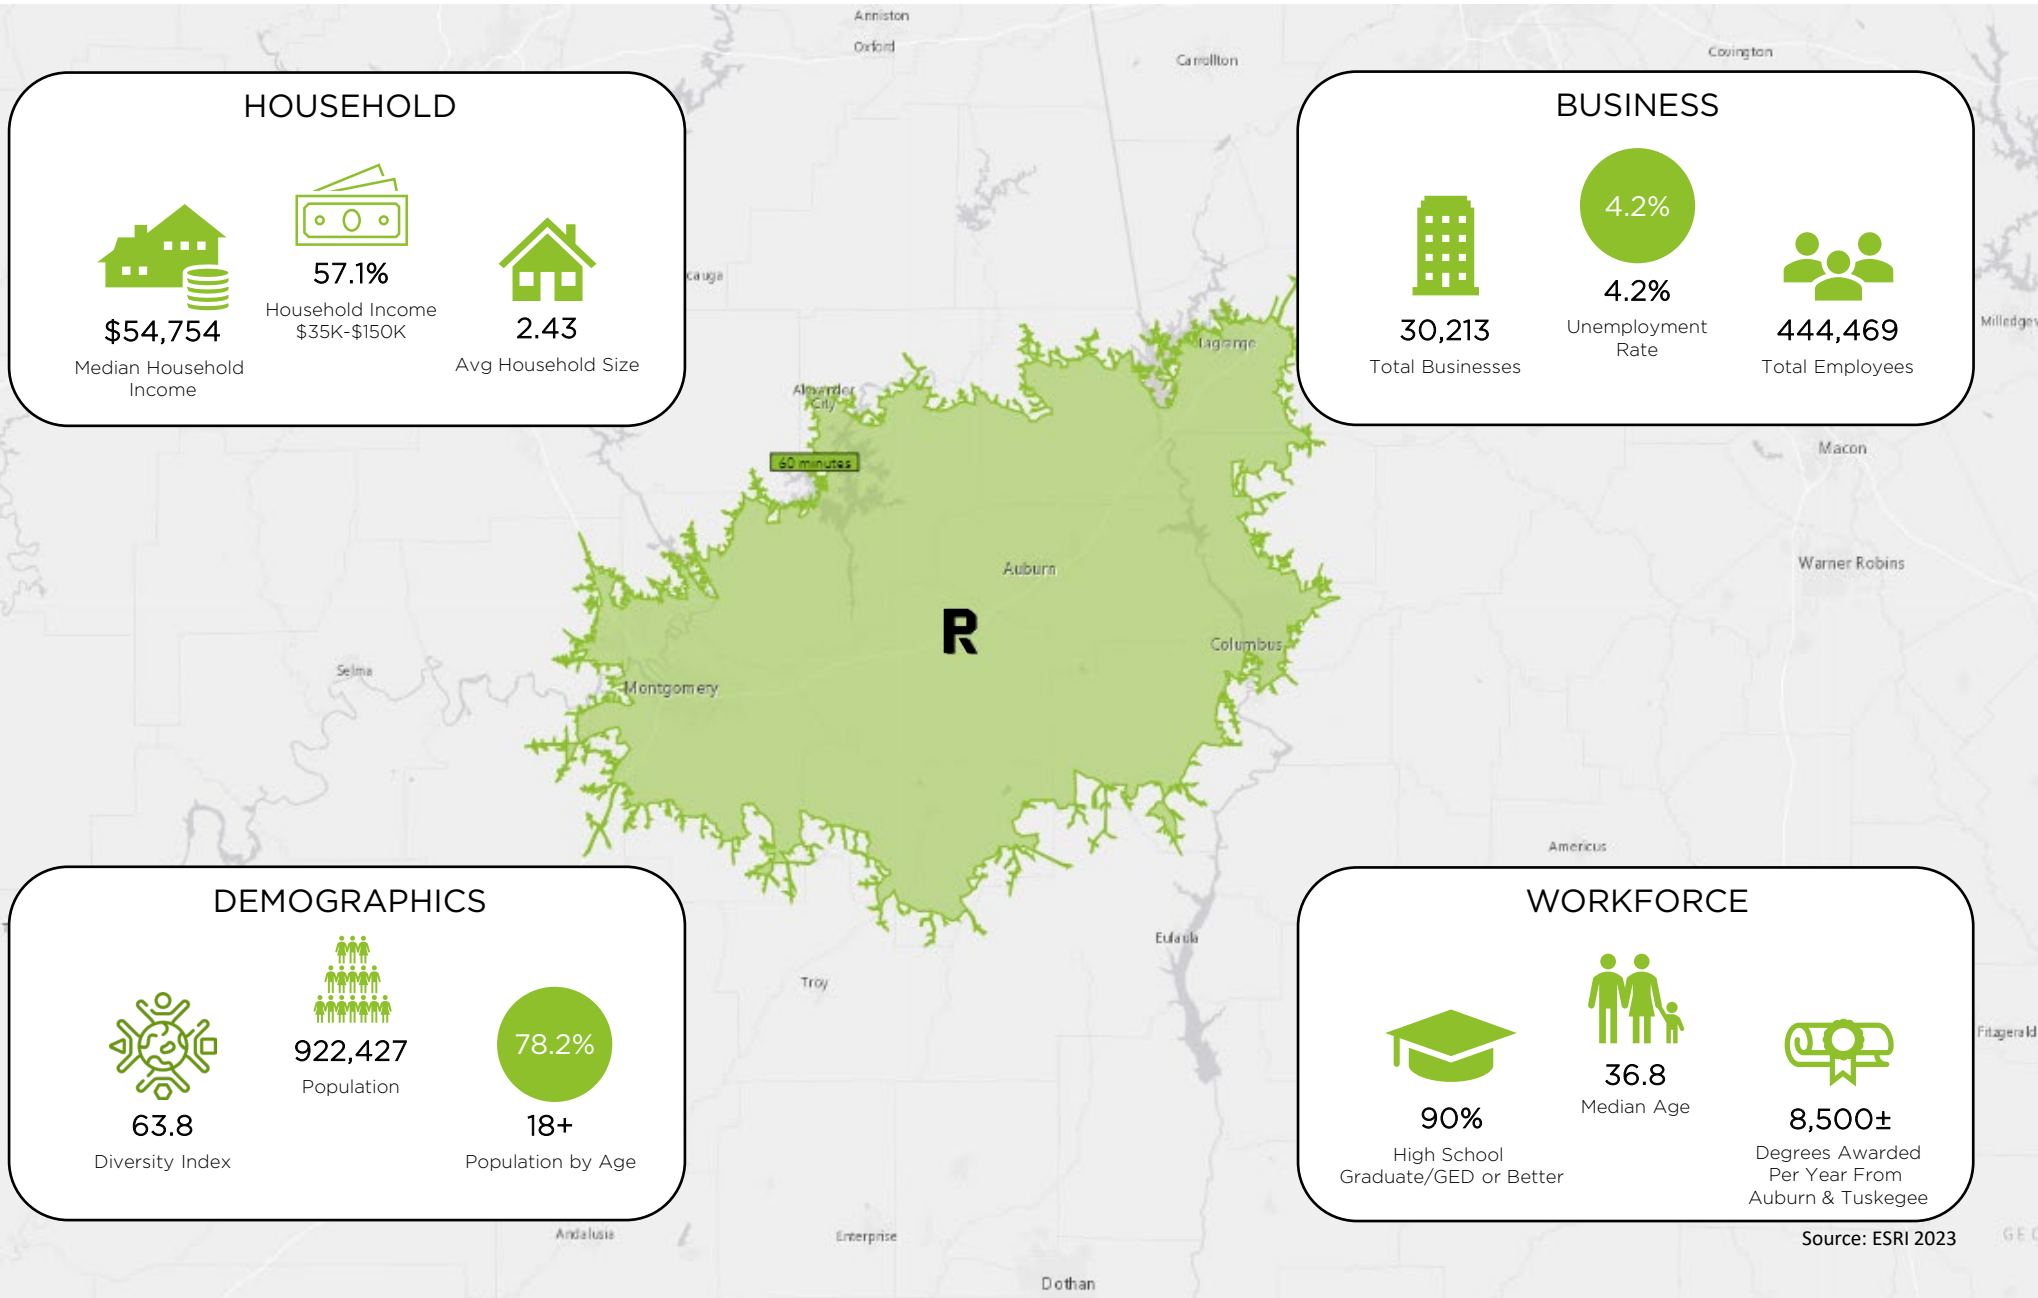 Anniston
Oxford
Carrollton
Covington
HOUSEHOLD
57.1%
Household Income
$35K-$150K
$54,754
Median Household
Income
2.43
Avg Household Size
BUSINESS
4.2%
30,213
Total Businesses
4.2%
Unemployment
Rate
444,469
Total Employees
cauga
Milledgev
Lagrange
Alexander
City
60 minutes
Macon
Auburn
Warner Robins
R
Columbus
Selma
Montgomery
Americus
DEMOGRAPHICS
922,427
Population
78.2%
63.8
Diversity Index
18+
Population by Age
Eufaula
Troy
WORKFORCE
36.8
Median Age
90%
High School
Graduate/GED or Better
8,500±
Degrees Awarded
Per Year From
Auburn & Tuskegee
Fitzgerald
Andalusia
Enterprise
Source: ESRI 2023
Dothan